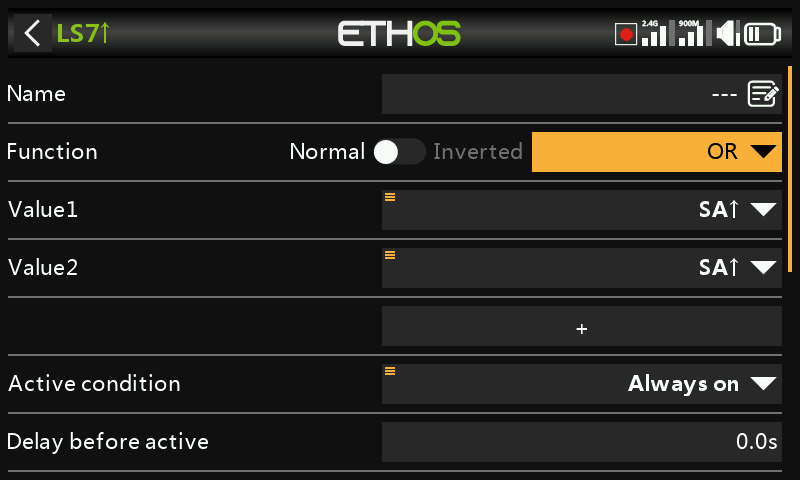 LS7↑ ETHOS 2.4G 900M
Name ---
Function Normal Inverted OR
Value1 SA↑
Value2 SA↑
+
Active condition Always on
Delay before active 0.0s